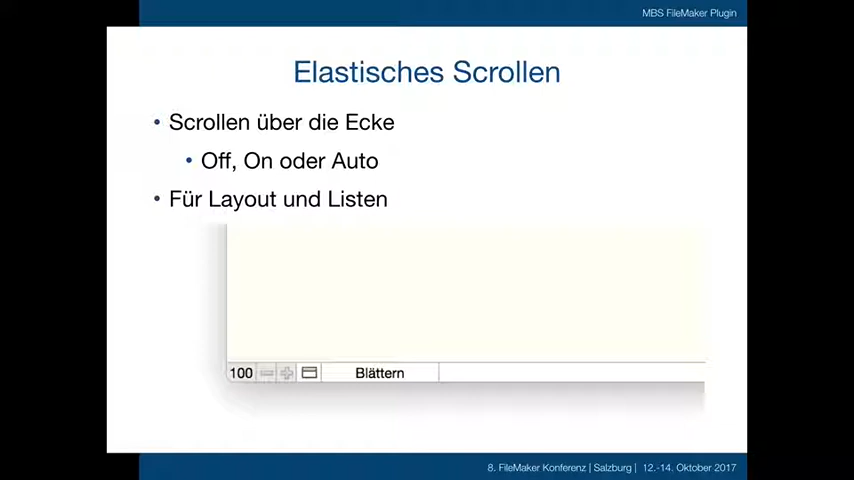 MBS FileMaker Plugin
Elastisches Scrollen
• Scrollen über die Ecke
• Off, On oder Auto
• Für Layout und Listen
100
Blättern
8. FileMaker Konferenz | Salzburg | 12.-14. Oktober 2017